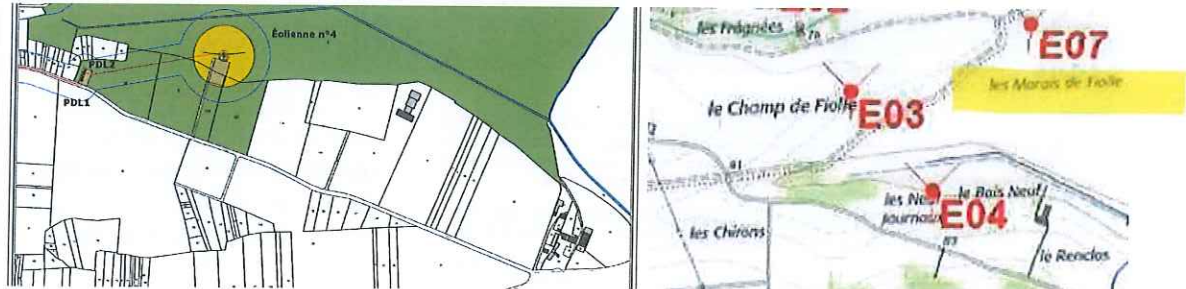 Éolienne n°4
PDL2
PDL1
les Frégnées
78
E07
les Marais de Fiolle
le Champ de Fiolle
E03
81
les Neuf
Journaux
le Bois Neuf
E04
les Chirons
83
le Renclos